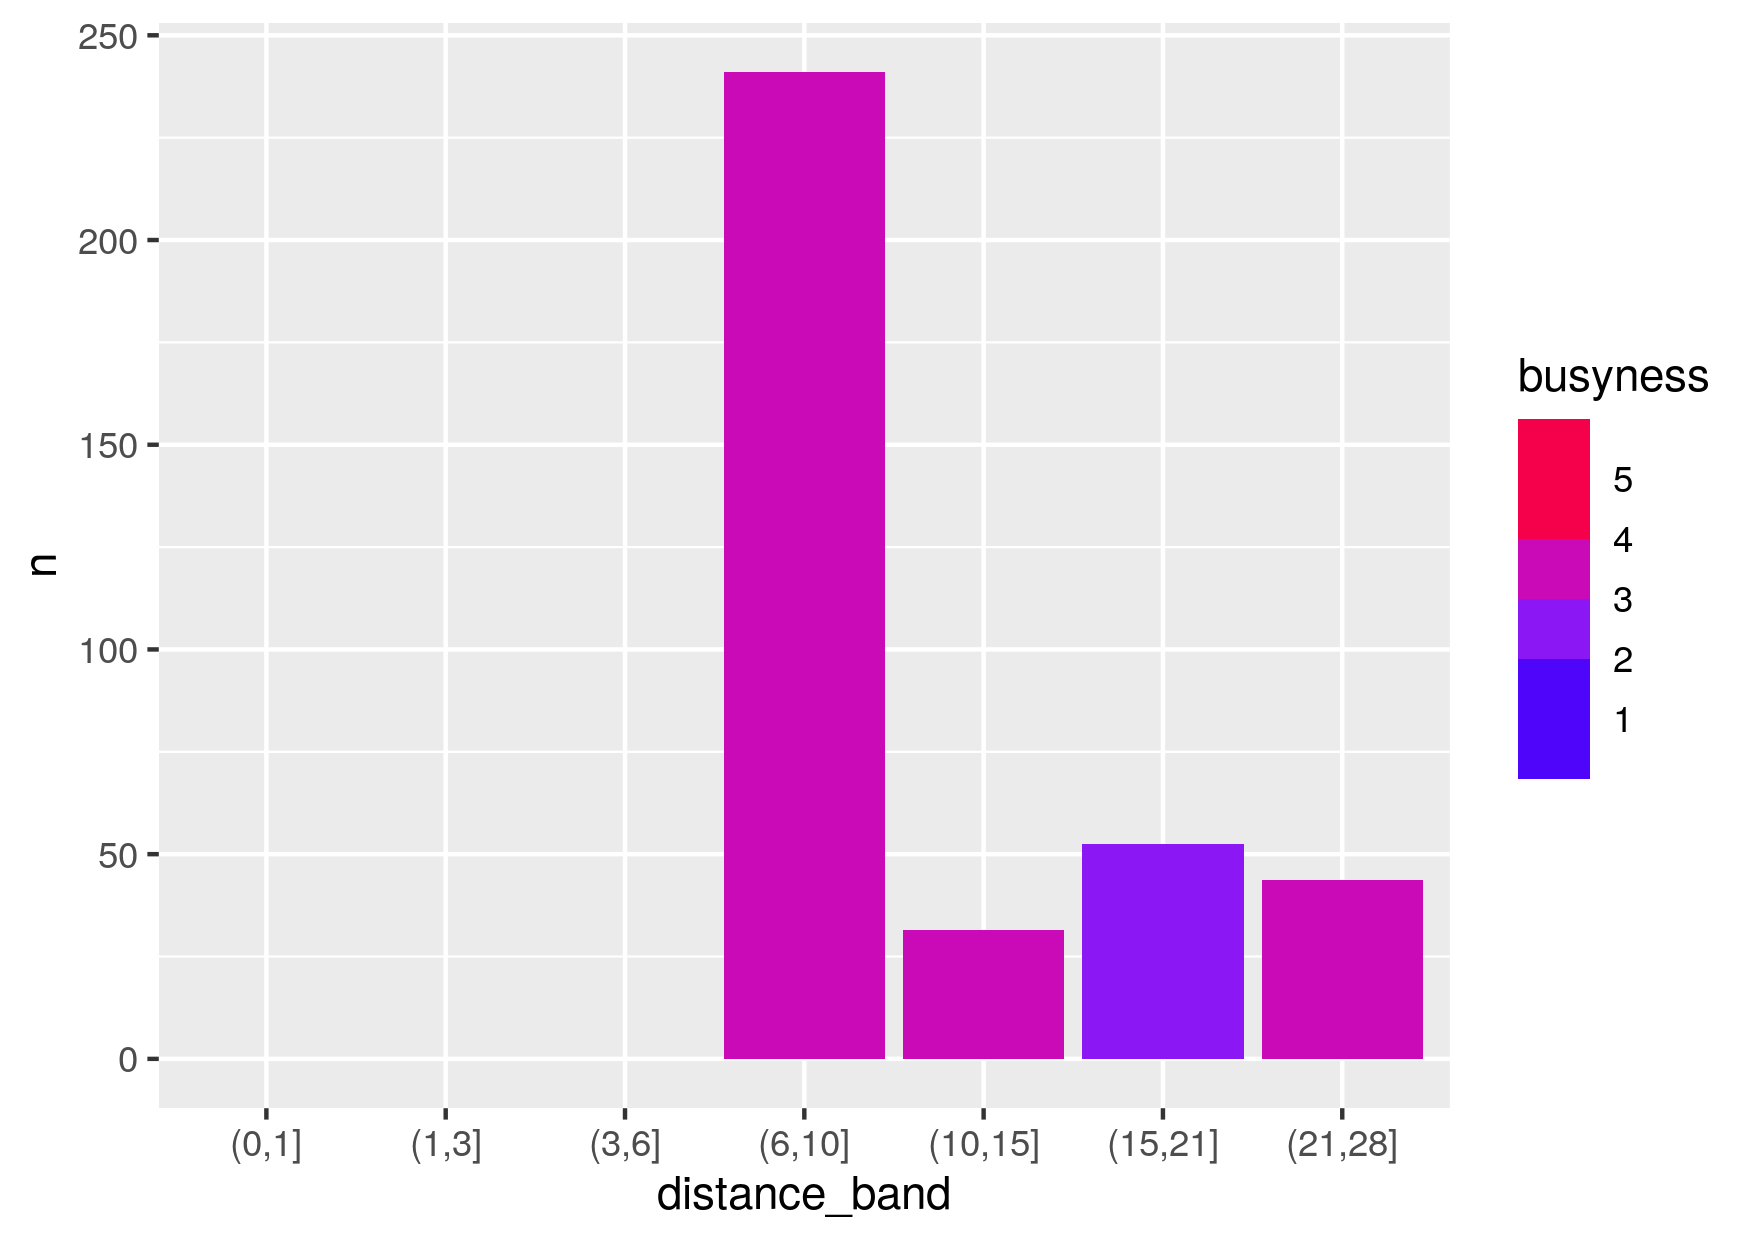 250
200
150
100
50
0
n
(0,1] (1,3] (3,6] (6,10] (10,15] (15,21] (21,28]
distance_band
busyness
5
4
3
2
1